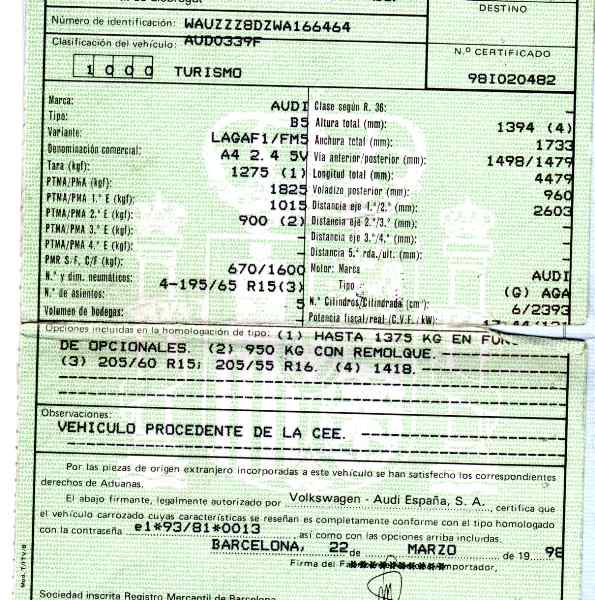 DESTINO
Número de identificación: WAUZZZ8DZWA166464
Clasificación del vehículo: AUD0339F
N.º CERTIFICADO
1000 TURISMO
98I020482
Marca: AUDI
Tipo: B5
Variante: LAGAF1/FM5
Denominación comercial: A4 2.4 5V
Tara (kgf): 1275 (1)
PTMA/PMA (kgf): 1825
PTMA/PMA 1.º E (kgf): 1015
PTMA/PMA 2.º E (kgf): 900 (2)
PTMA/PMA 3.º E (kgf): –
PTMA/PMA 4.º E (kgf): –
PMR S/F, C/F (kgf): 670/1600
N.º y dim. neumáticos: 4-195/65 R15(3)
N.º de asientos: 5
Volumen de bodegas: –
Clase según R. 36: –
Altura total (mm): 1394 (4)
Anchura total (mm): 1733
Vía anterior/posterior (mm): 1498/1479
Longitud total (mm): 4479
Voladizo posterior (mm): 960
Distancia eje 1.º/2.º (mm): 2603
Distancia eje 2.º/3.º (mm): –
Distancia eje 3.º/4.º (mm): –
Distancia 5.ª rda./ult. (mm): –
Motor: Marca AUDI
Tipo : (G) AGA
N.º Cilindros/Cilindrada (cm³): 6/2393
Potencia fiscal/real (C.V.F./kW):
Opciones incluidas en la homologación de tipo: (1) HASTA 1375 KG EN
DE OPCIONALES. (2) 950 KG CON REMOLQUE.
(3) 205/60 R15; 205/55 R16. (4) 1418.
Observaciones:
VEHICULO PROCEDENTE DE LA CEE.
Por las piezas de origen extranjero incorporadas a este vehículo se han satisfecho los correspondientes
derechos de Aduanas.
El abajo firmante, legalmente autorizado por Volkswagen - Audi España, S. A. , certifica que
el vehículo carrozado cuyas características se reseñan es completamente conforme con el tipo homologado
con la contraseña e1*93/81*0013 , así como con las opciones arriba incluidas.
BARCELONA, 22 de MARZO de 19 98
Firma del
Importador,
Sociedad inscrita Registro Mercantil de Barcelona